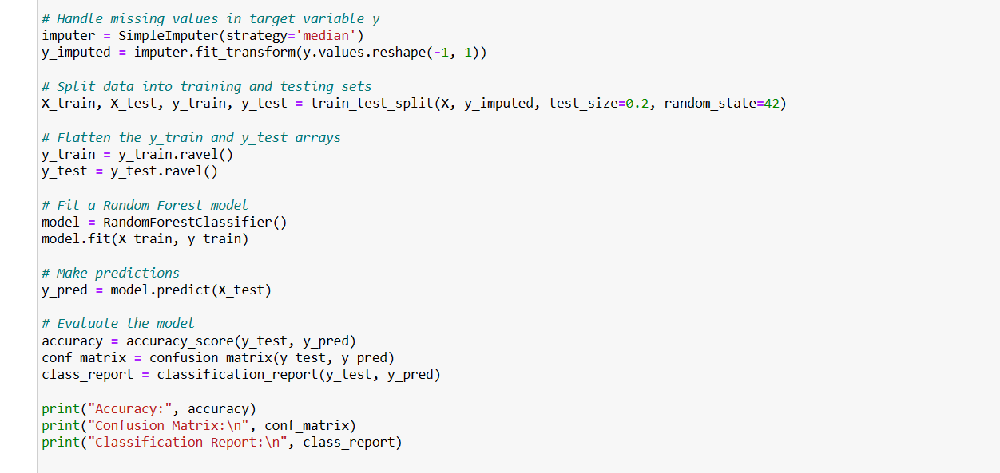 # Handle missing values in target variable y
imputer = SimpleImputer(strategy='median')
y_imputed = imputer.fit_transform(y.values.reshape(-1, 1))
# Split data into training and testing sets
X_train, X_test, y_train, y_test = train_test_split(X, y_imputed, test_size=0.2, random_state=42)
# Flatten the y_train and y_test arrays
y_train = y_train.ravel()
y_test = y_test.ravel()
# Fit a Random Forest model
model = RandomForestClassifier()
model.fit(X_train, y_train)
# Make predictions
y_pred = model.predict(X_test)
# Evaluate the model
accuracy = accuracy_score(y_test, y_pred)
conf_matrix = confusion_matrix(y_test, y_pred)
class_report = classification_report(y_test, y_pred)
print("Accuracy:", accuracy)
print("Confusion Matrix:\n", conf_matrix)
print("Classification Report:\n", class_report)